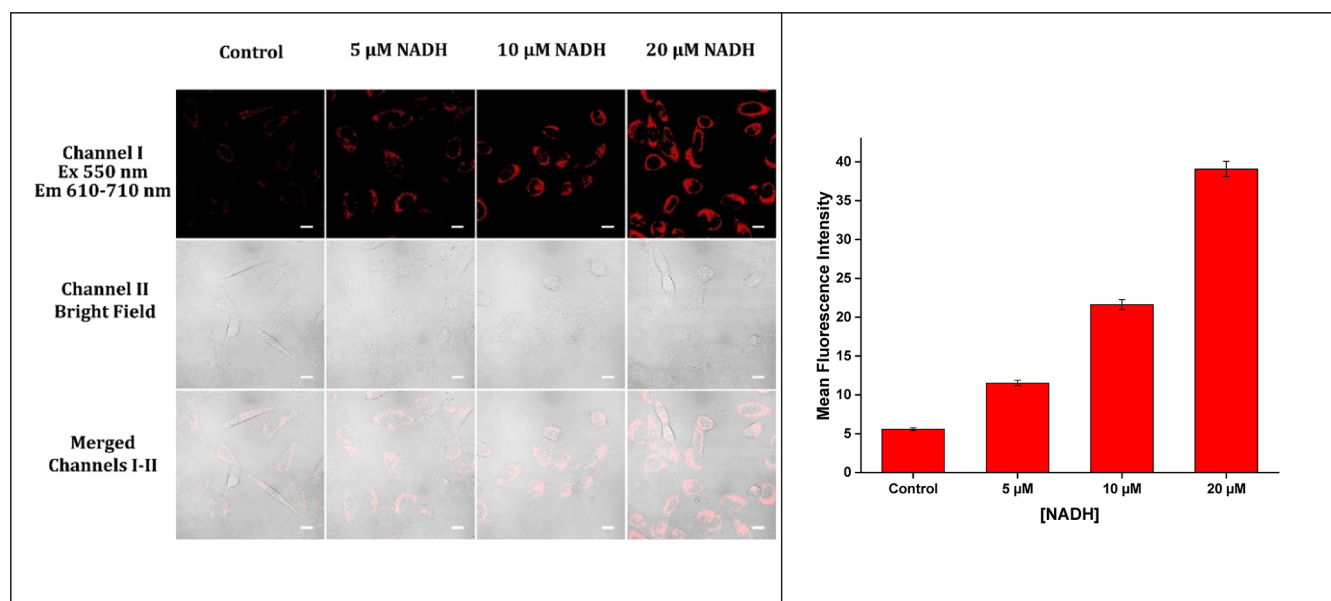 Control
5 µM NADH
10 µM NADH
20 µM NADH
Channel I
Ex 550 nm
Em 610-710 nm
Channel II
Bright Field
Merged
Channels I-II
Mean Fluorescence Intensity
40
35
30
25
20
15
10
5
0
Control
5 µM
10 µM
20 µM
[NADH]